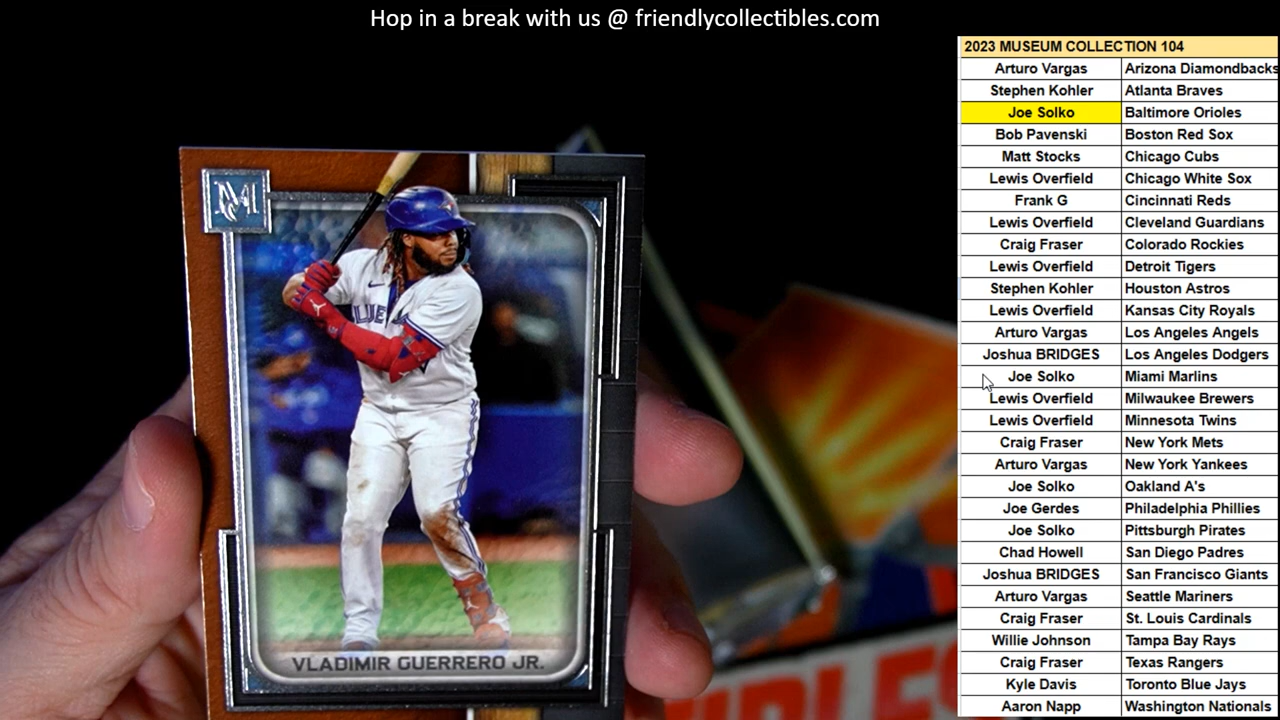 Hop in a break with us @ friendlycollectibles.com
2023 MUSEUM COLLECTION 104
Arturo Vargas Arizona Diamondbacks
Stephen Kohler Atlanta Braves
Joe Solko Baltimore Orioles
Bob Pavenski Boston Red Sox
Matt Stocks Chicago Cubs
Lewis Overfield Chicago White Sox
Frank G Cincinnati Reds
Lewis Overfield Cleveland Guardians
Craig Fraser Colorado Rockies
Lewis Overfield Detroit Tigers
Stephen Kohler Houston Astros
Lewis Overfield Kansas City Royals
Arturo Vargas Los Angeles Angels
Joshua BRIDGES Los Angeles Dodgers
Joe Solko Miami Marlins
Lewis Overfield Milwaukee Brewers
Lewis Overfield Minnesota Twins
Craig Fraser New York Mets
Arturo Vargas New York Yankees
Joe Solko Oakland A's
Joe Gerdes Philadelphia Phillies
Joe Solko Pittsburgh Pirates
Chad Howell San Diego Padres
Joshua BRIDGES San Francisco Giants
Arturo Vargas Seattle Mariners
Craig Fraser St. Louis Cardinals
Willie Johnson Tampa Bay Rays
Craig Fraser Texas Rangers
Kyle Davis Toronto Blue Jays
Aaron Napp Washington Nationals
M
BLUE
VLADIMIR GUERRERO JR.